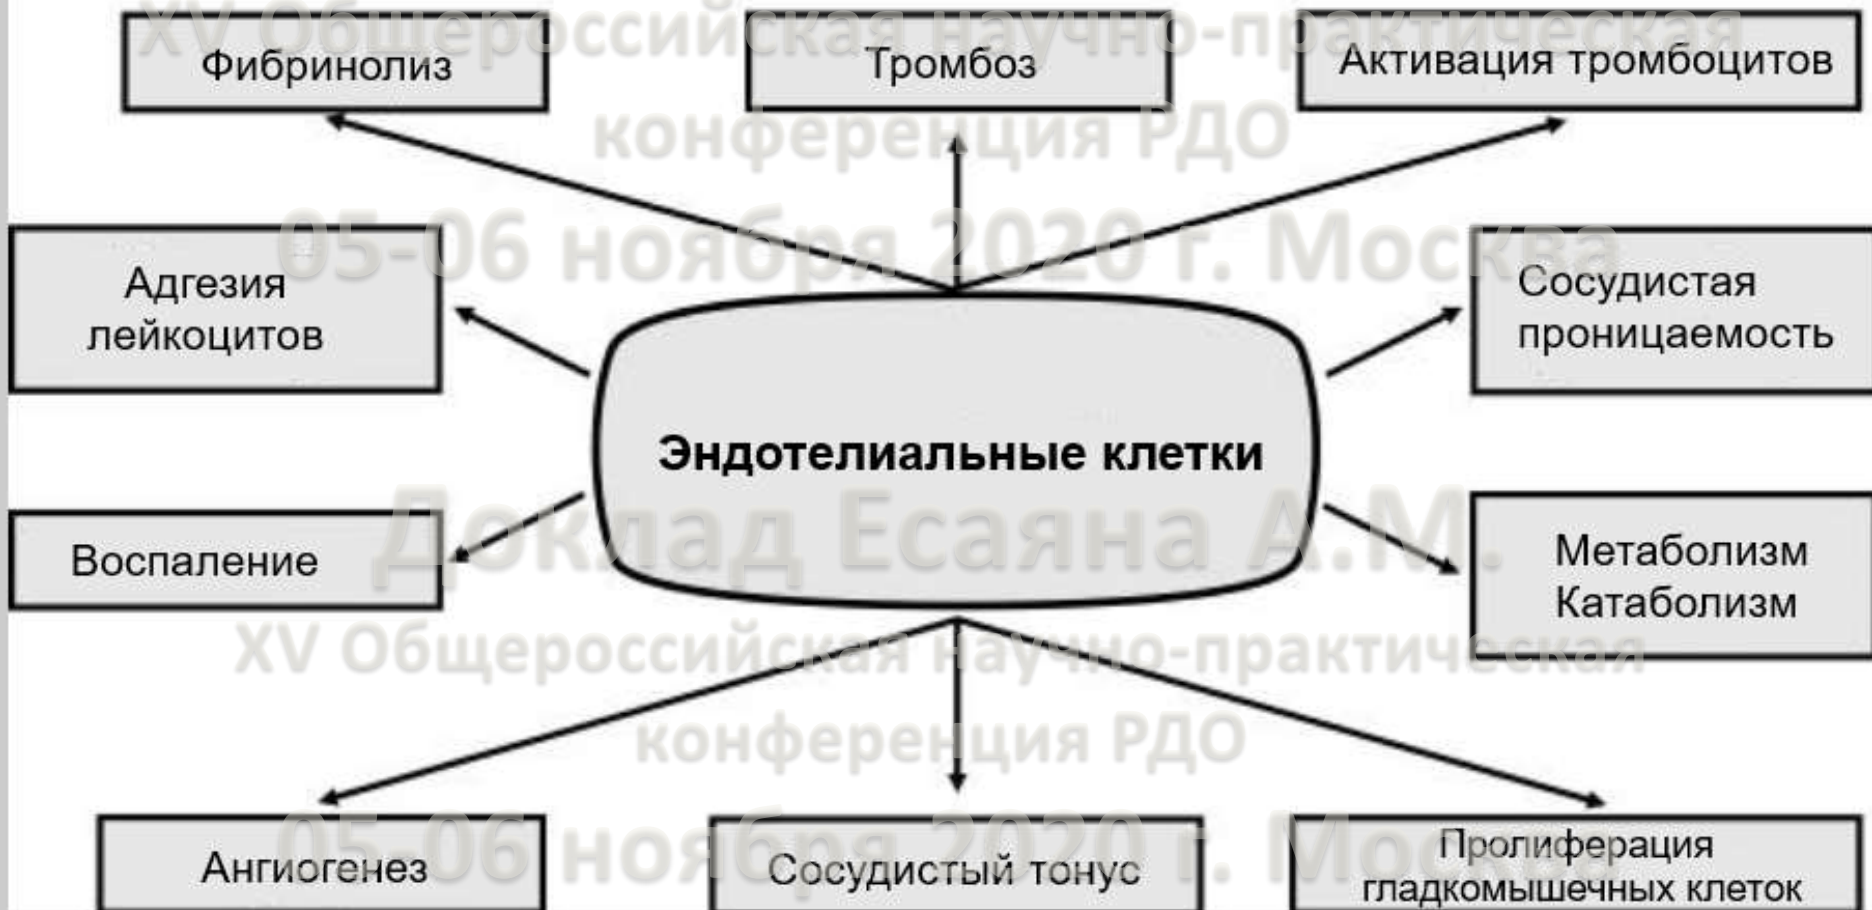 XV Общероссийская научно-практическая
Фибринолиз
Тромбоз
Активация тромбоцитов
конференция РДО
05-06 ноября 2020 г. Москва
Адгезия
лейкоцитов
Сосудистая
проницаемость
Эндотелиальные клетки
Доклад Есаяна А.М.
Воспаление
Метаболизм
Катаболизм
XV Общероссийская научно-практическая
конференция РДО
05-06 ноября 2020 г. Москва
Ангиогенез
Сосудистый тонус
Пролиферация
гладкомышечных клеток